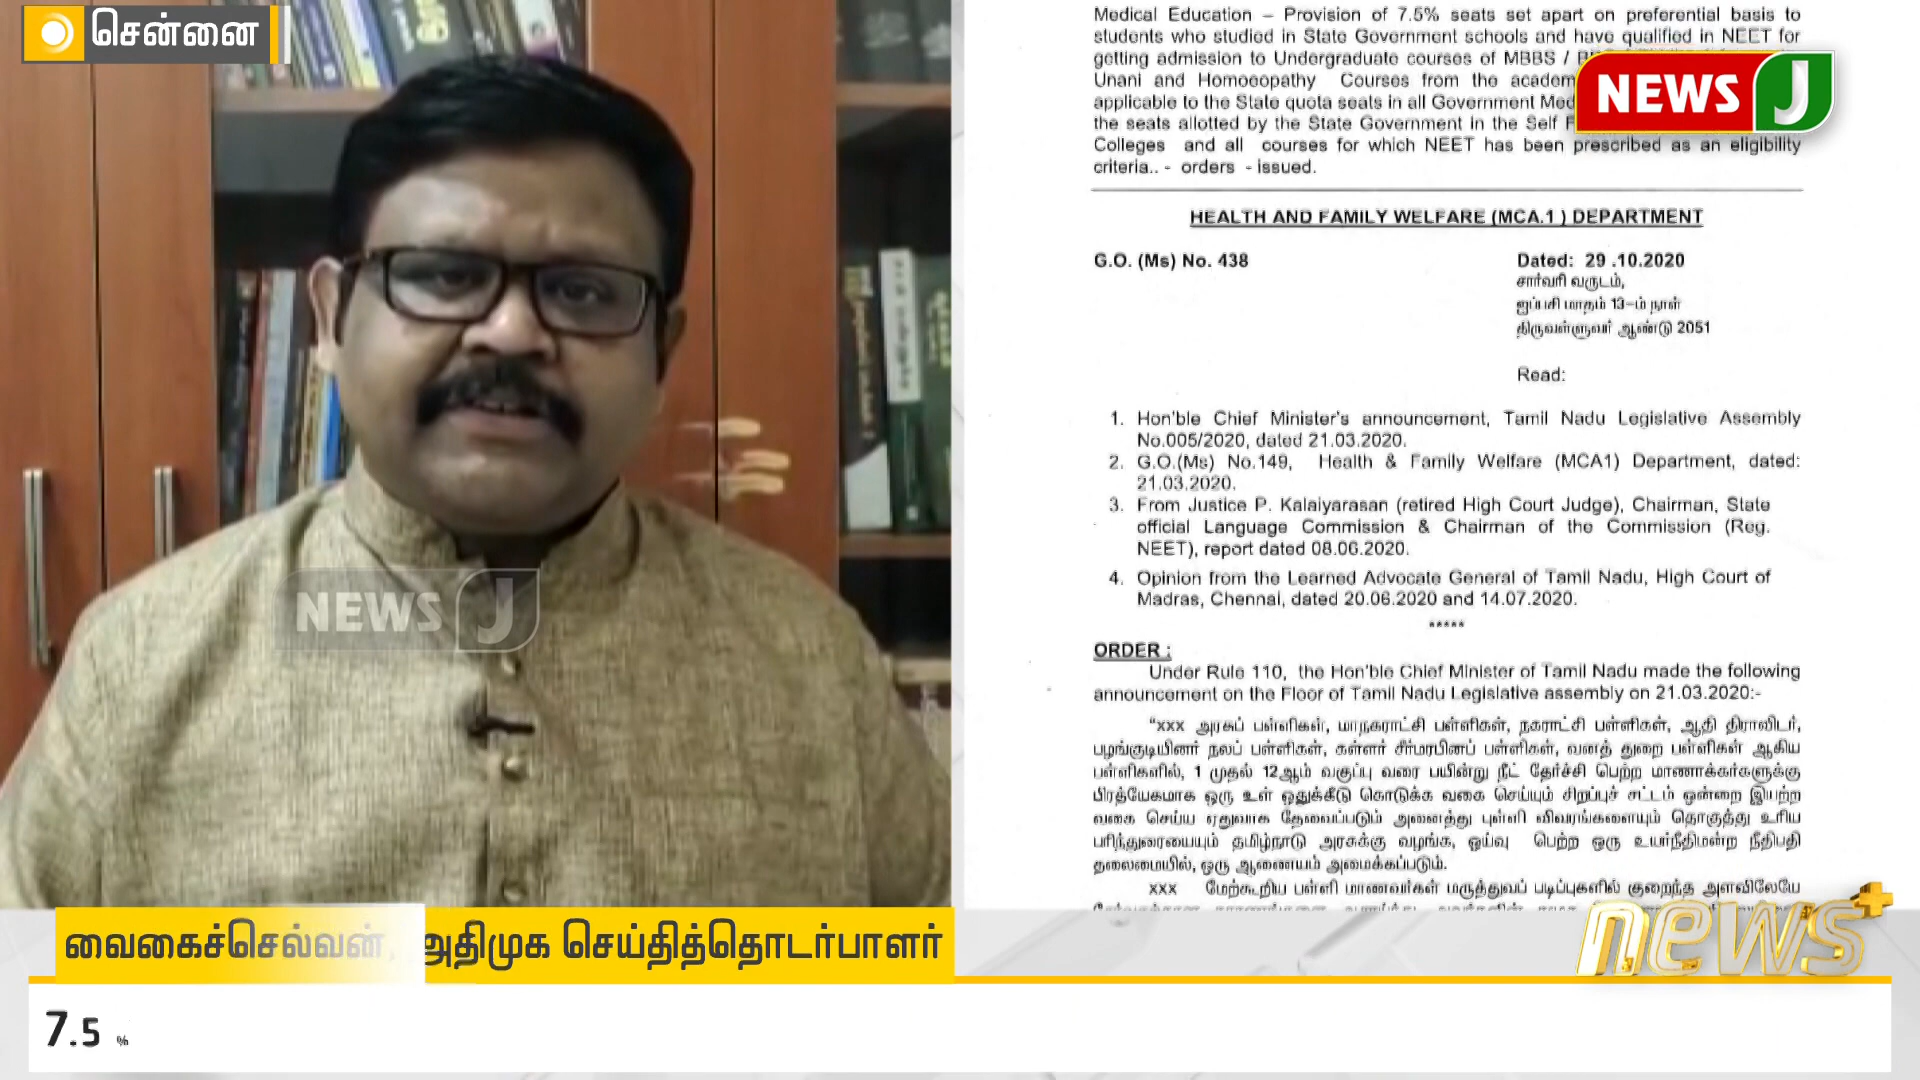 சென்னை
Medical Education – Provision of 7.5% seats set apart on preferential basis to
students who studied in State Government schools and have qualified in NEET for
getting admission to Undergraduate courses of MBBS /
Unani and Homoeopathy Courses from the academ
applicable to the State quota seats in all Government Med
the seats allotted by the State Government in the Self F
Colleges and all courses for which NEET has been prescribed as an eligibility
criteria.. - orders - issued.
NEWS J
HEALTH AND FAMILY WELFARE (MCA.1 ) DEPARTMENT
G.O. (Ms) No. 438
Dated: 29 .10.2020
சார்வரி வருடம்,
ஐப்பசி மாதம் 13-ம் நாள்
திருவள்ளுவர் ஆண்டு 2051
Read:
1. Hon'ble Chief Minister's announcement, Tamil Nadu Legislative Assembly
No.005/2020, dated 21.03.2020.
2. G.O.(Ms) No.149, Health & Family Welfare (MCA1) Department, dated:
21.03.2020.
3. From Justice P. Kalaiyarasan (retired High Court Judge), Chairman, State
official Language Commission & Chairman of the Commission (Reg.
NEET), report dated 08.06.2020.
4. Opinion from the Learned Advocate General of Tamil Nadu, High Court of
Madras, Chennai, dated 20.06.2020 and 14.07.2020.
*****
ORDER :
Under Rule 110, the Hon'ble Chief Minister of Tamil Nadu made the following
announcement on the Floor of Tamil Nadu Legislative assembly on 21.03.2020:-
"xxx அரசுப் பள்ளிகள், மாநகராட்சி பள்ளிகள், நகராட்சி பள்ளிகள், ஆதி திராவிடர்,
பழங்குடியினர் நலப் பள்ளிகள், கள்ளர் சீர்மரபினப் பள்ளிகள், வனத் துறை பள்ளிகள் ஆகிய
பள்ளிகளில், 1 முதல் 12ஆம் வகுப்பு வரை பயின்று நீட் தேர்ச்சி பெற்ற மாணாக்கர்களுக்கு
பிரத்யேகமாக ஒரு உள் ஒதுக்கீடு கொடுக்க வகை செய்யும் சிறப்புச் சட்டம் ஒன்றை இயற்ற
வகை செய்ய ஏதுவாக தேவைப்படும் அனைத்து புள்ளி விவரங்களையும் தொகுத்து உரிய
பரிந்துரையையும் தமிழ்நாடு அரசுக்கு வழங்க, ஓய்வு பெற்ற ஒரு உயர்நீதிமன்ற நீதிபதி
தலைமையில், ஒரு ஆணையம் அமைக்கப்படும்.
xxx மேற்கூறிய பள்ளி மாணவர்கள் மருத்துவப் படிப்புகளில் குறைந்த அளவிலேயே
NEWS J
வைகைச்செல்வன், அதிமுக செய்தித்தொடர்பாளர்
news+
7.5 %